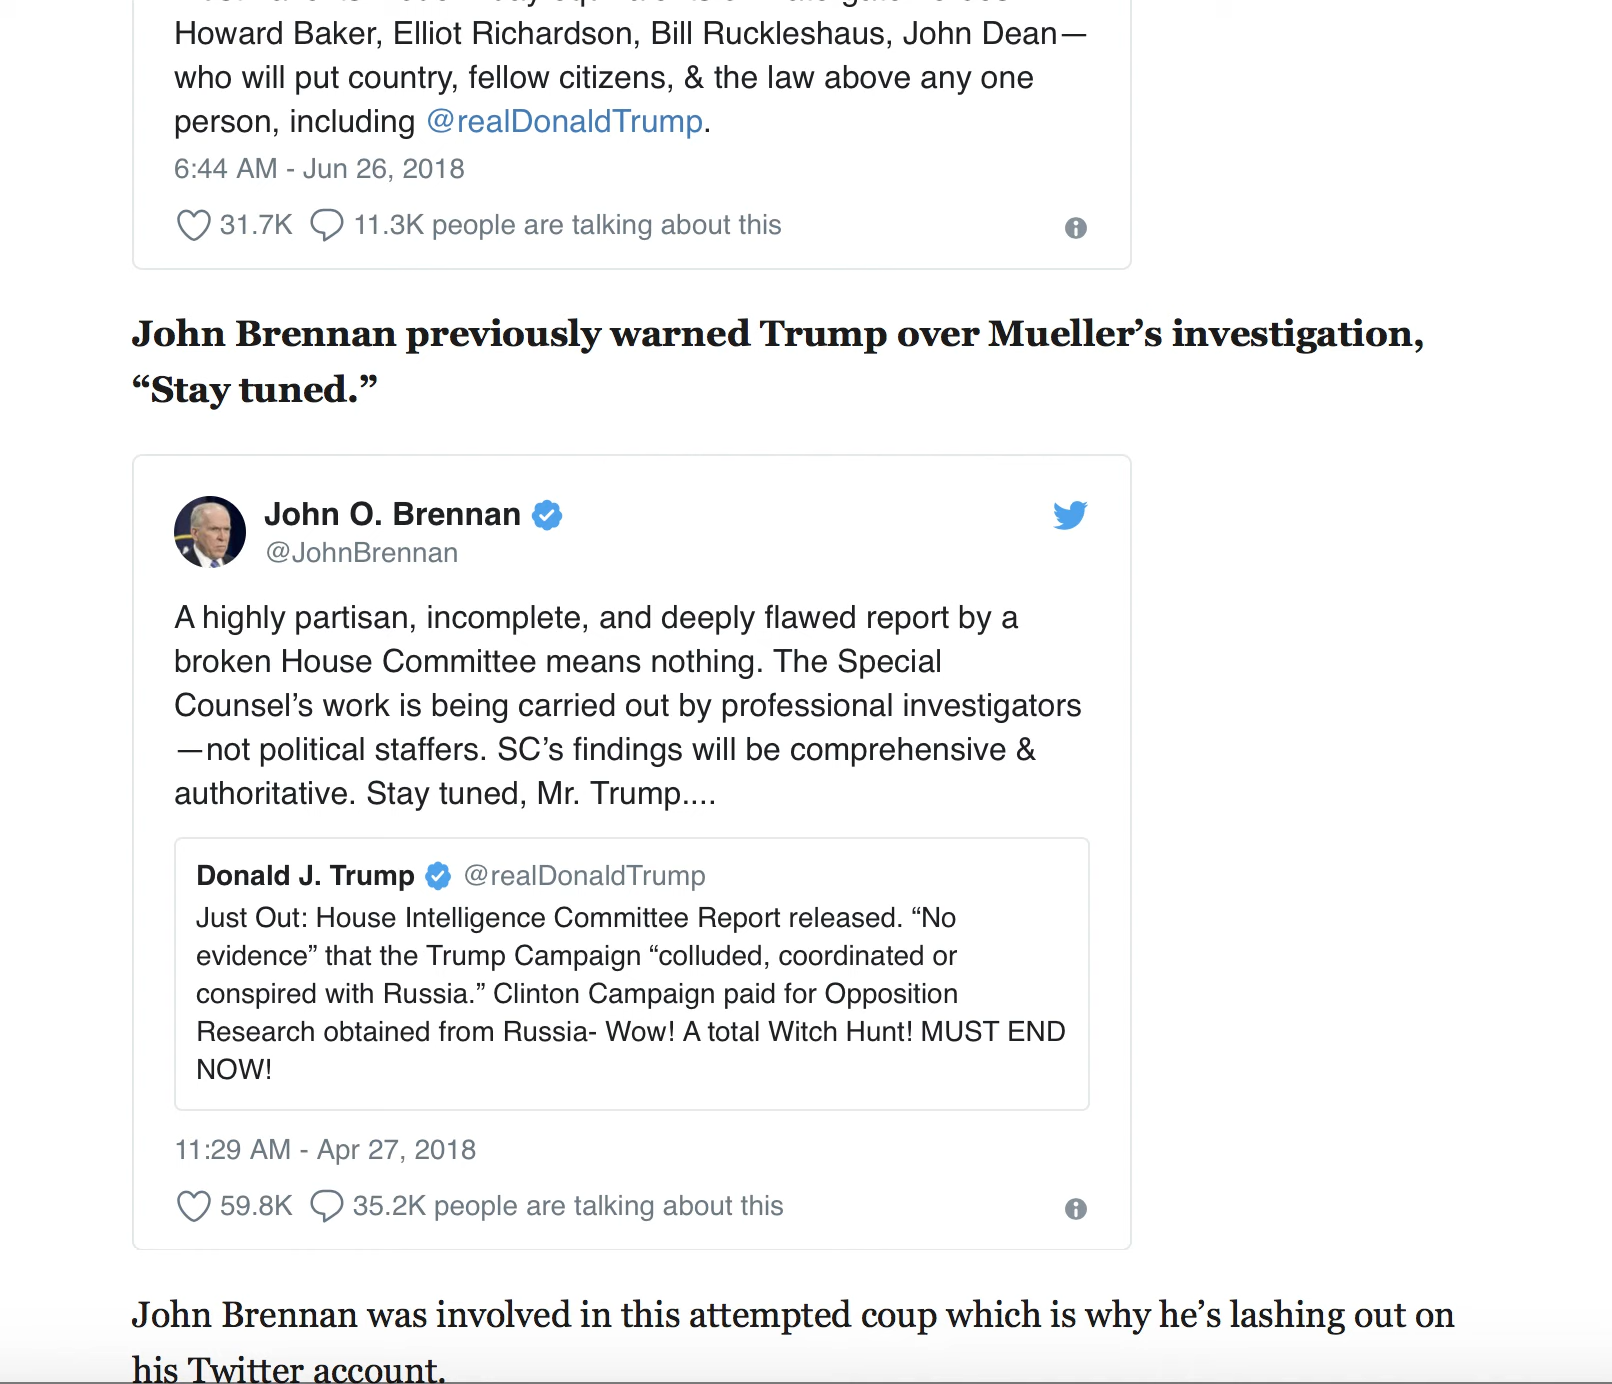 Howard Baker, Elliot Richardson, Bill Ruckleshaus, John Dean—
who will put country, fellow citizens, & the law above any one
person, including @realDonaldTrump.
6:44 AM - Jun 26, 2018
31.7K 11.3K people are talking about this
John Brennan previously warned Trump over Mueller’s investigation,
“Stay tuned.”
John O. Brennan
@JohnBrennan
A highly partisan, incomplete, and deeply flawed report by a
broken House Committee means nothing. The Special
Counsel’s work is being carried out by professional investigators
—not political staffers. SC’s findings will be comprehensive &
authoritative. Stay tuned, Mr. Trump....
Donald J. Trump @realDonaldTrump
Just Out: House Intelligence Committee Report released. “No
evidence” that the Trump Campaign “colluded, coordinated or
conspired with Russia.” Clinton Campaign paid for Opposition
Research obtained from Russia- Wow! A total Witch Hunt! MUST END
NOW!
11:29 AM - Apr 27, 2018
59.8K 35.2K people are talking about this
John Brennan was involved in this attempted coup which is why he’s lashing out on
his Twitter account.